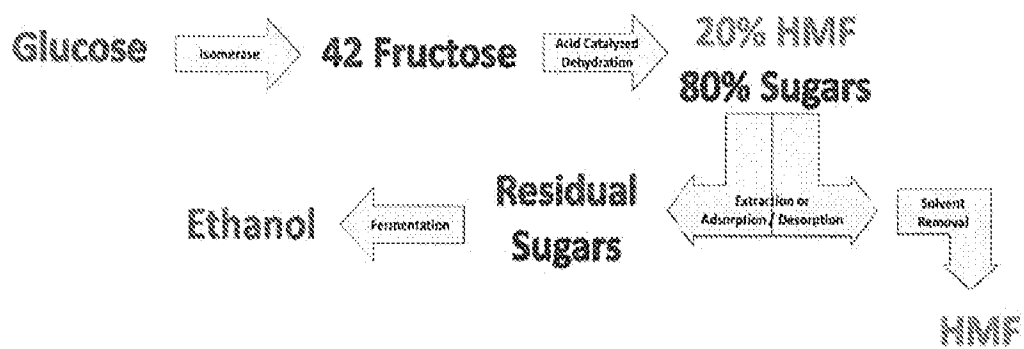 Glucose
Isomerase
42 Fructose
Acid Catalyzed
Dehydration
20% HMF
80% Sugars
Extraction or
Adsorption / Desorption
Solvent
Removal
HMF
Residual
Sugars
Fermentation
Ethanol